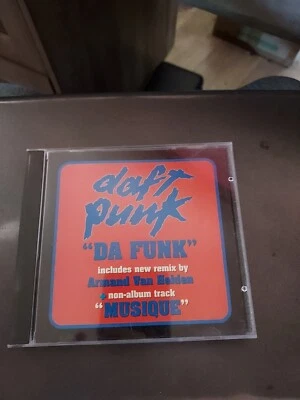 daft
punk
"DA FUNK"
includes new remix by
Armand Van Helden
+ non-album track
"MUSIQUE"